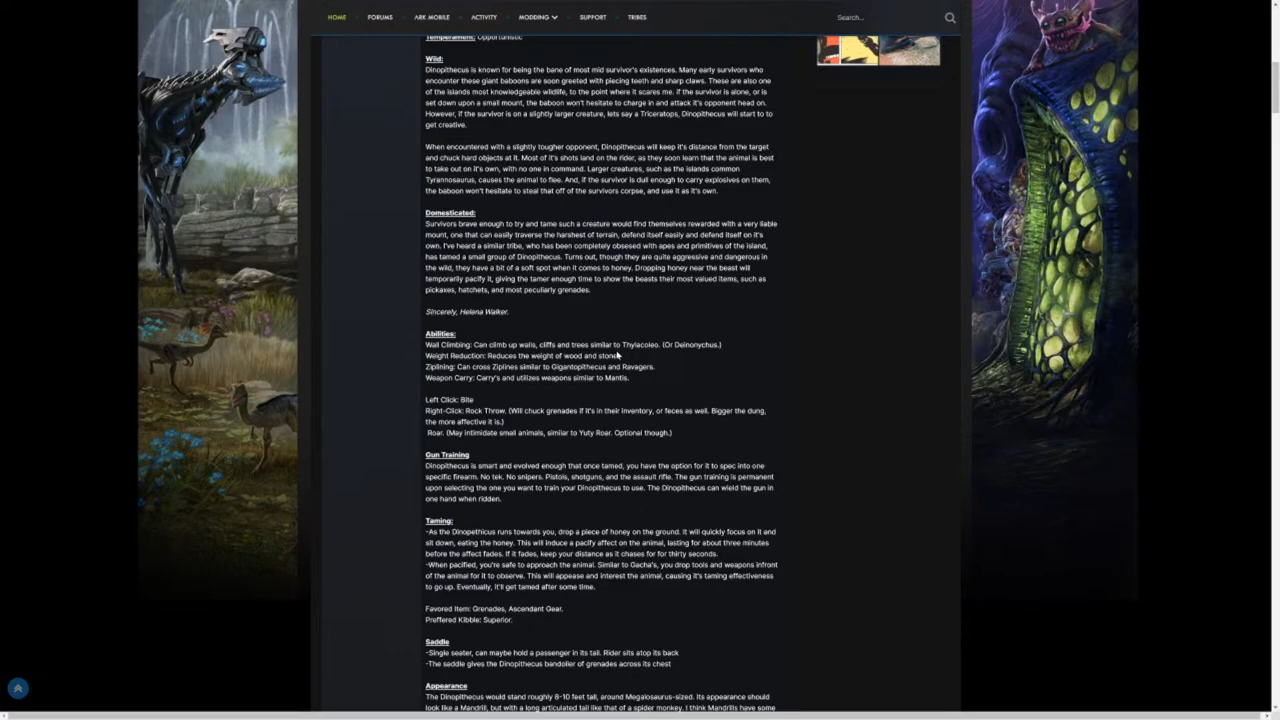 HOME FORUMS ARK MOBILE ACTIVITY MODDING SUPPORT TRIBES Search...
Temperament: Opportunistic
Wild:
Dinopithecus is known for being the bane of most mid survivor's existences. Many early survivors who
encounter these giant baboons are soon greeted with piecing teeth and sharp claws. These are also one
of the islands most knowledgeable wildlife, to the point where it scares me. If the survivor is alone, or is
set down upon a small mount, the baboon won't hesitate to charge in and attack it's opponent head on.
However, if the survivor is on a slightly larger creature, lets say a Triceratops, Dinopithecus will start to to
get creative.
When encountered with a slightly tougher opponent, Dinopithecus will keep it's distance from the target
and chuck hard objects at it. Most of it's shots land on the rider, as they soon learn that the animal is best
to take out on it's own, with no one in command. Larger creatures, such as the islands common
Tyrannosaurus, causes the animal to flee. And, if the survivor is dull enough to carry explosives on them,
the baboon won't hesitate to steal that off of the survivors corpse, and use it as it's own.
Domesticated:
Survivors brave enough to try and tame such a creature would find themselves rewarded with a very liable
mount, one that can easily traverse the harshest of terrain, defend itself easily and defend itself on it's
own. I've heard a similar tribe, who has been completely obsesed with apes and primitives of the island,
has tamed a small group of Dinopithecus. Turns out, though they are quite aggressive and dangerous in
the wild, they have a bit of a soft spot when it comes to honey. Dropping honey near the beast will
temporarily pacify it, giving the tamer enough time to show the beasts their most valued items, such as
pickaxes, hatchets, and most peculiarly grenades.
Sincerely, Helena Walker.
Abilities:
Wall Climbing: Can climb up walls, cliffs and trees similar to Thylacoleo. (Or Deinonychus.)
Weight Reduction: Reduces the weight of wood and stone.
Ziplining: Can cross Ziplines similar to Gigantopithecus and Ravagers.
Weapon Carry: Carry's and utilizes weapons similar to Mantis.
Left Click: Bite
Right-Click: Rock Throw. (Will chuck grenades if it's in their inventory, or feces as well. Bigger the dung,
the more affective it is.)
Roar. (May intimidate small animals, similar to Yuty Roar. Optional though.)
Gun Training
Dinopithecus is smart and evolved enough that once tamed, you have the option for it to spec into one
specific firearm. No tek. No snipers. Pistols, shotguns, and the assault rifle. The gun training is permanent
upon selecting the one you want to train your Dinopithecus to use. The Dinopithecus can wield the gun in
one hand when ridden.
Taming:
-As the Dinopethicus runs towards you, drop a piece of honey on the ground. It will quickly focus on it and
sit down, eating the honey. This will induce a pacify affect on the animal, lasting for about three minutes
before the affect fades. If it fades, keep your distance as it chases for for thirty seconds.
-When pacified, you're safe to approach the animal. Similar to Gacha's, you drop tools and weapons infront
of the animal for it to observe. This will appease and interest the animal, causing it's taming effectiveness
to go up. Eventually, it'll get tamed after some time.
Favored Item: Grenades, Ascendant Gear.
Preffered Kibble: Superior.
Saddle
-Single seater, can maybe hold a passenger in its tail. Rider sits atop its back
-The saddle gives the Dinopithecus bandolier of grenades across its chest
Appearance
The Dinopithecus would stand roughly 8-10 feet tall, around Megalosaurus-sized. Its appearance should
look like a Mandrill, but with a long articulated tail like that of a spider monkey. I think Mandrills have some